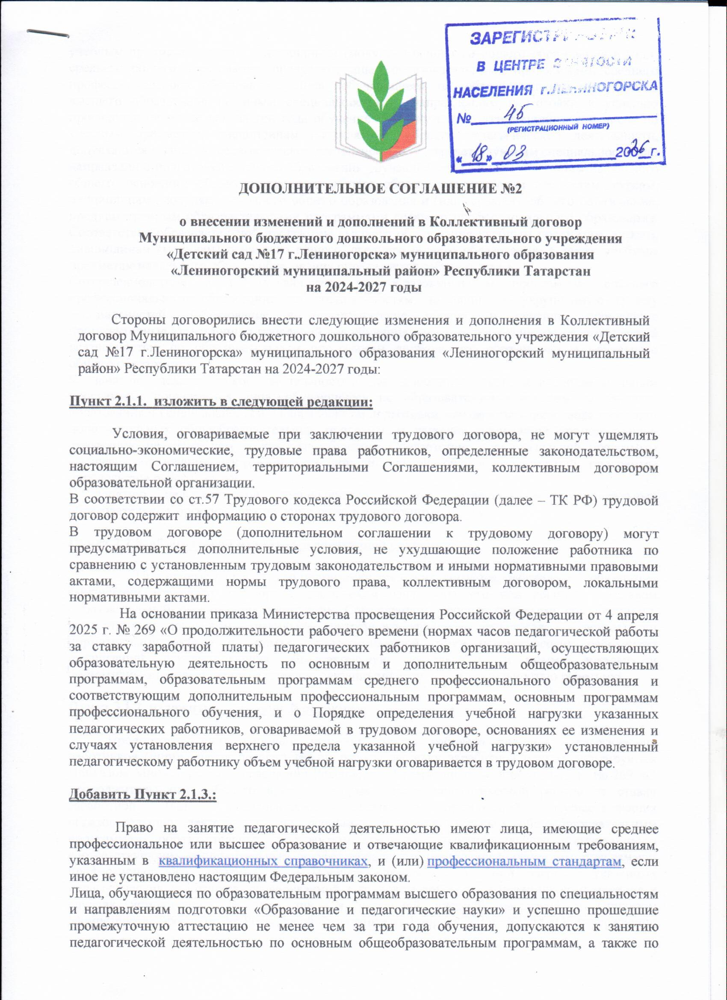 ЗАРЕГИСТРИРОВАН
В ЦЕНТРЕ ЗАНЯТОСТИ
НАСЕЛЕНИЯ г.ЛЕНИНОГОРСКА
№ 45
(РЕГИСТРАЦИОННЫЙ НОМЕР)
«18» 03 20026 г.
ДОПОЛНИТЕЛЬНОЕ СОГЛАШЕНИЕ №2
о внесении изменений и дополнений в Коллективный договор
Муниципального бюджетного дошкольного образовательного учреждения
«Детский сад №17 г.Лениногорска» муниципального образования
«Лениногорский муниципальный район» Республики Татарстан
на 2024-2027 годы
Стороны договорились внести следующие изменения и дополнения в Коллективный
договор Муниципального бюджетного дошкольного образовательного учреждения «Детский
сад №17 г.Лениногорска» муниципального образования «Лениногорский муниципальный
район» Республики Татарстан на 2024-2027 годы:
Пункт 2.1.1. изложить в следующей редакции:
Условия, оговариваемые при заключении трудового договора, не могут ущемлять
социально-экономические, трудовые права работников, определенные законодательством,
настоящим Соглашением, территориальными Соглашениями, коллективным договором
образовательной организации.
В соответствии со ст.57 Трудового кодекса Российской Федерации (далее – ТК РФ) трудовой
договор содержит информацию о сторонах трудового договора.
В трудовом договоре (дополнительном соглашении к трудовому договору) могут
предусматриваться дополнительные условия, не ухудшающие положение работника по
сравнению с установленным трудовым законодательством и иными нормативными правовыми
актами, содержащими нормы трудового права, коллективным договором, локальными
нормативными актами.
На основании приказа Министерства просвещения Российской Федерации от 4 апреля
2025 г. № 269 «О продолжительности рабочего времени (нормах часов педагогической работы
за ставку заработной платы) педагогических работников организаций, осуществляющих
образовательную деятельность по основным и дополнительным общеобразовательным
программам, образовательным программам среднего профессионального образования и
соответствующим дополнительным профессиональным программам, основным программам
профессионального обучения, и о Порядке определения учебной нагрузки указанных
педагогических работников, оговариваемой в трудовом договоре, основаниях ее изменения и
случаях установления верхнего предела указанной учебной нагрузки» установленный
педагогическому работнику объем учебной нагрузки оговаривается в трудовом договоре.
Добавить Пункт 2.1.3.:
Право на занятие педагогической деятельностью имеют лица, имеющие среднее
профессиональное или высшее образование и отвечающие квалификационным требованиям,
указанным в квалификационных справочниках, и (или) профессиональным стандартам, если
иное не установлено настоящим Федеральным законом.
Лица, обучающиеся по образовательным программам высшего образования по специальностям
и направлениям подготовки «Образование и педагогические науки» и успешно прошедшие
промежуточную аттестацию не менее чем за три года обучения, допускаются к занятию
педагогической деятельностью по основным общеобразовательным программам, а также по